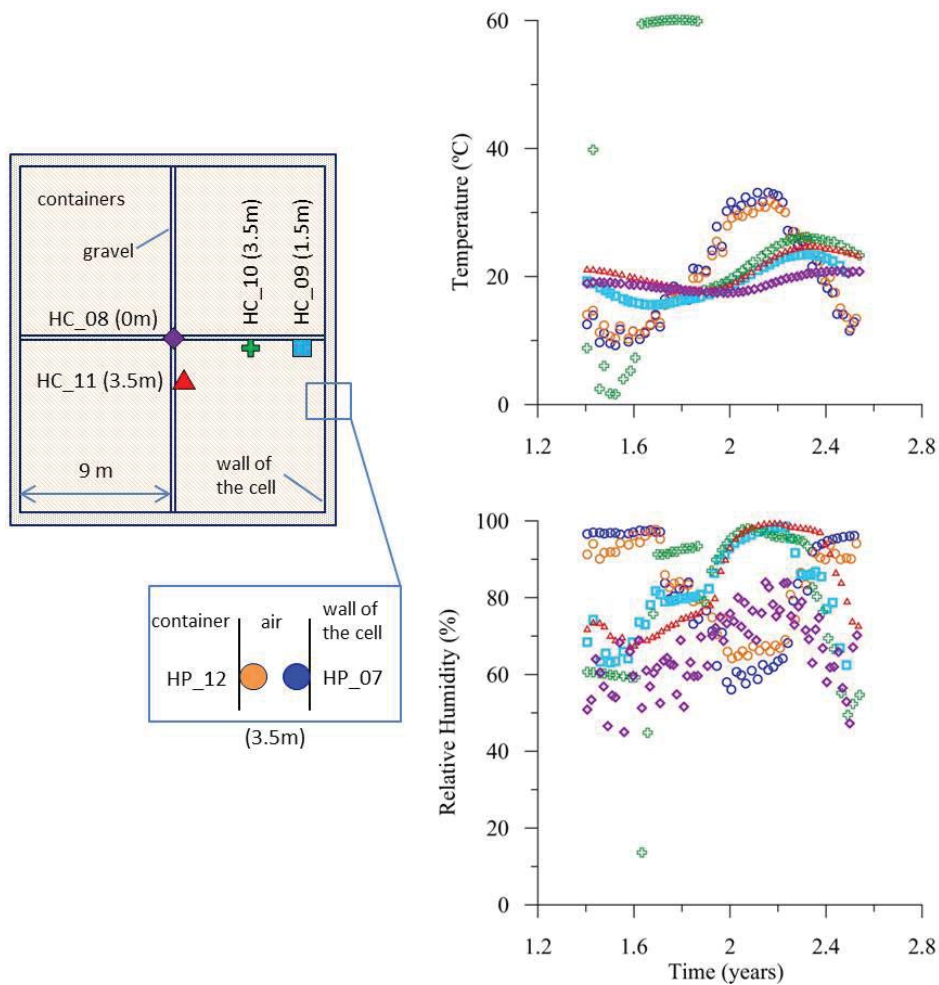 containers
gravel
HC_08 (0m)
HC_11 (3.5m)
HC_10 (3.5m)
HC_09 (1.5m)
9 m
wall of
the cell
container
air
wall of
the cell
HP_12
HP_07
(3.5m)
60
40
20
0
Temperature (ºC)
1.2 1.6 2 2.4 2.8
100
80
60
40
20
0
Relative Humidity (%)
1.2 1.6 2 2.4 2.8
Time (years)